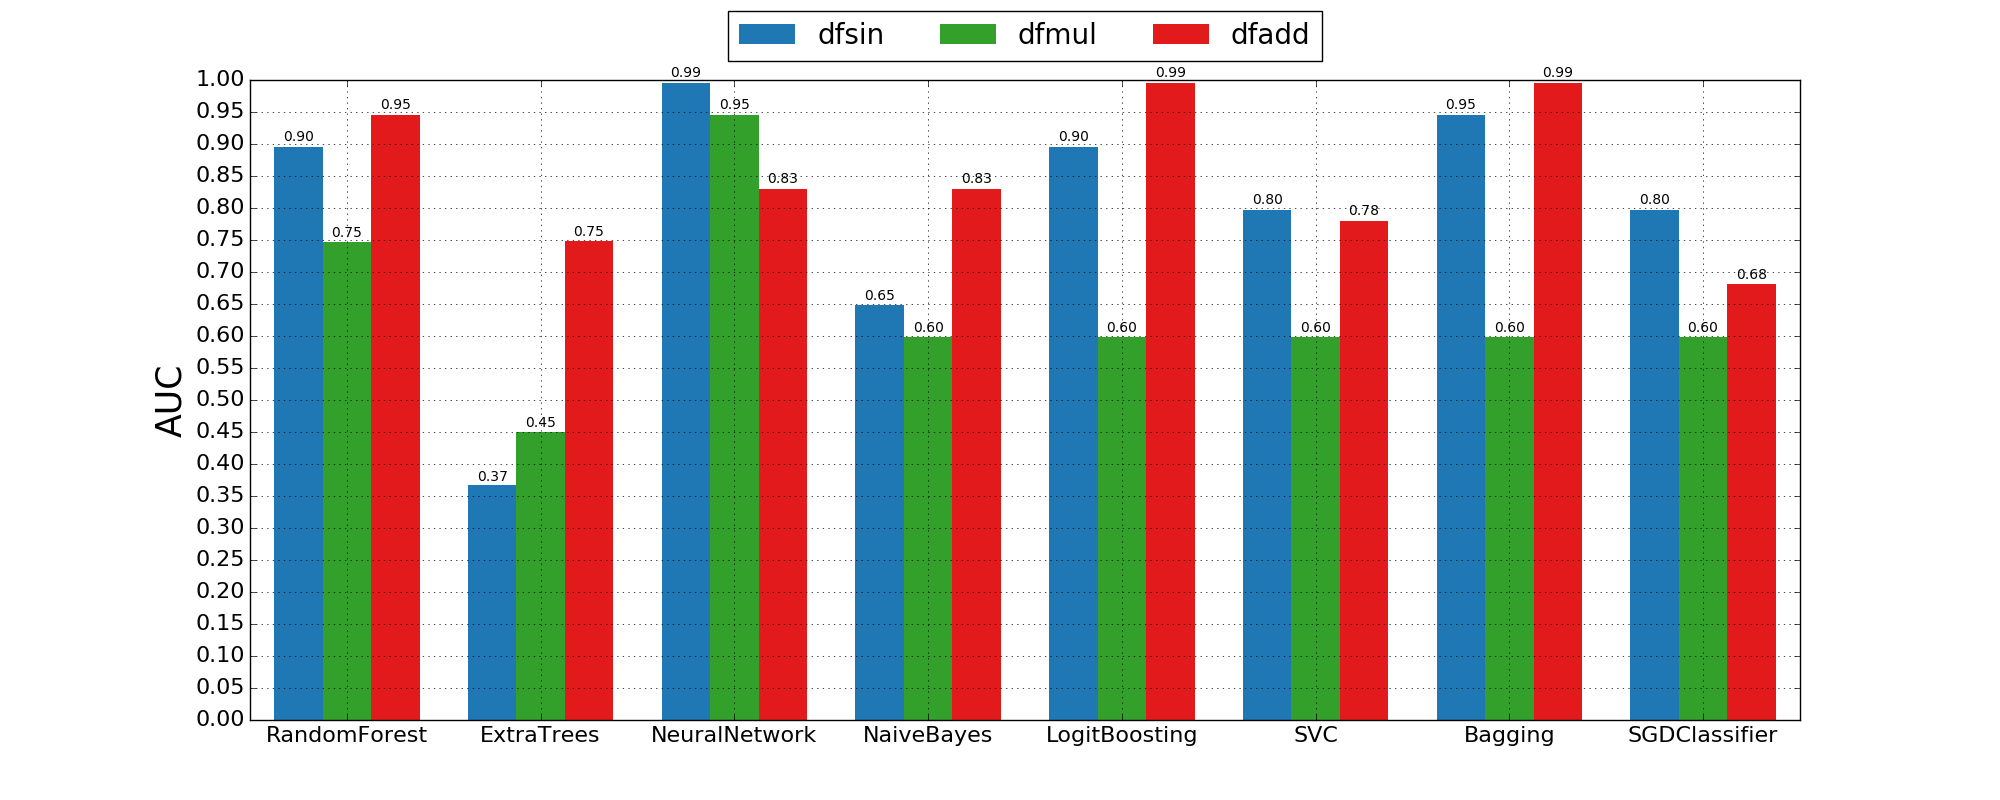 dfsin dfmul dfadd
1.00
0.95
0.90
0.85
0.80
0.75
0.70
0.65
0.60
0.55
0.50
0.45
0.40
0.35
0.30
0.25
0.20
0.15
0.10
0.05
0.00
AUC
0.90 0.75 0.95
0.37 0.45 0.75
0.99 0.95 0.83
0.65 0.60 0.83
0.90 0.60 0.99
0.80 0.60 0.78
0.95 0.60 0.99
0.80 0.60 0.68
RandomForest ExtraTrees NeuralNetwork NaiveBayes LogitBoosting SVC Bagging SGDClassifier